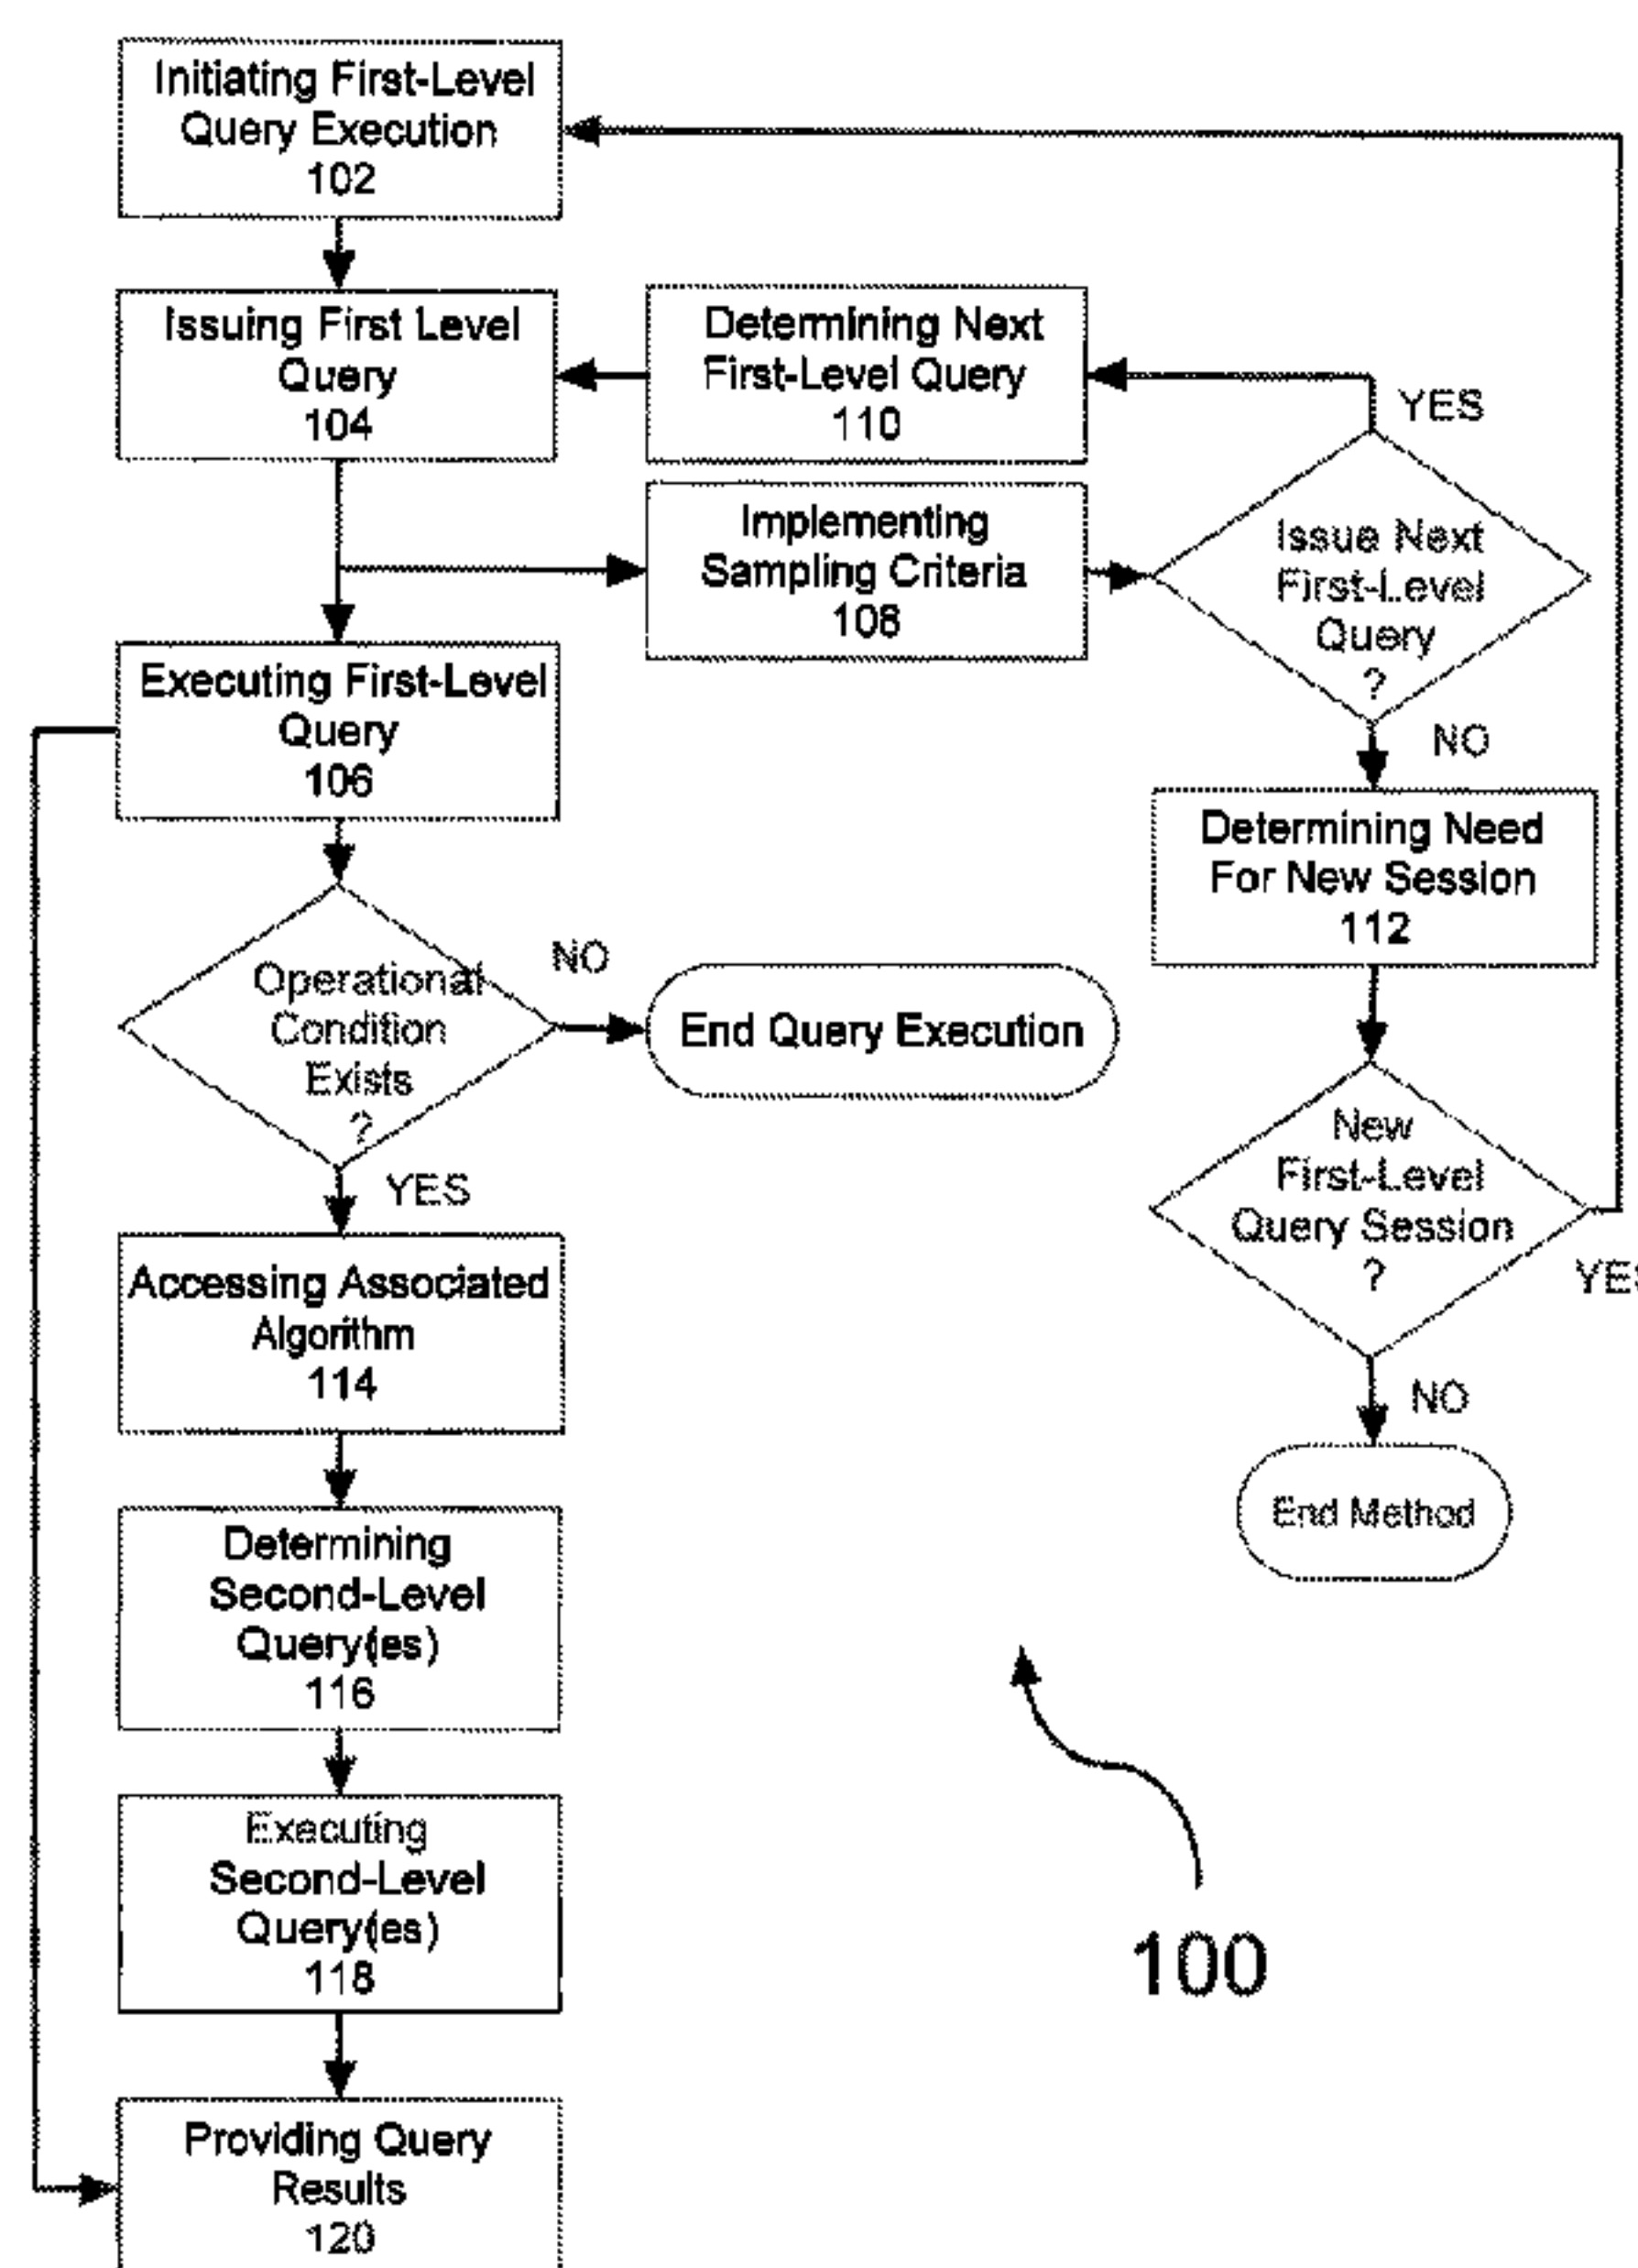 Initiating First-Level
Query Execution
102
Issuing First Level
Query
104
Determining Next
First-Level Query
110
YES
Implementing
Sampling Criteria
108
Issue Next
First-Level
Query
?
NO
Executing First-Level
Query
106
Determining Need
For New Session
112
Operational
Condition
Exists
?
NO
End Query Execution
YES
New
First-Level
Query Session
?
YES
NO
End Method
Accessing Associated
Algorithm
114
Determining
Second-Level
Query(es)
116
Executing
Second-Level
Query(es)
118
100
Providing Query
Results
120